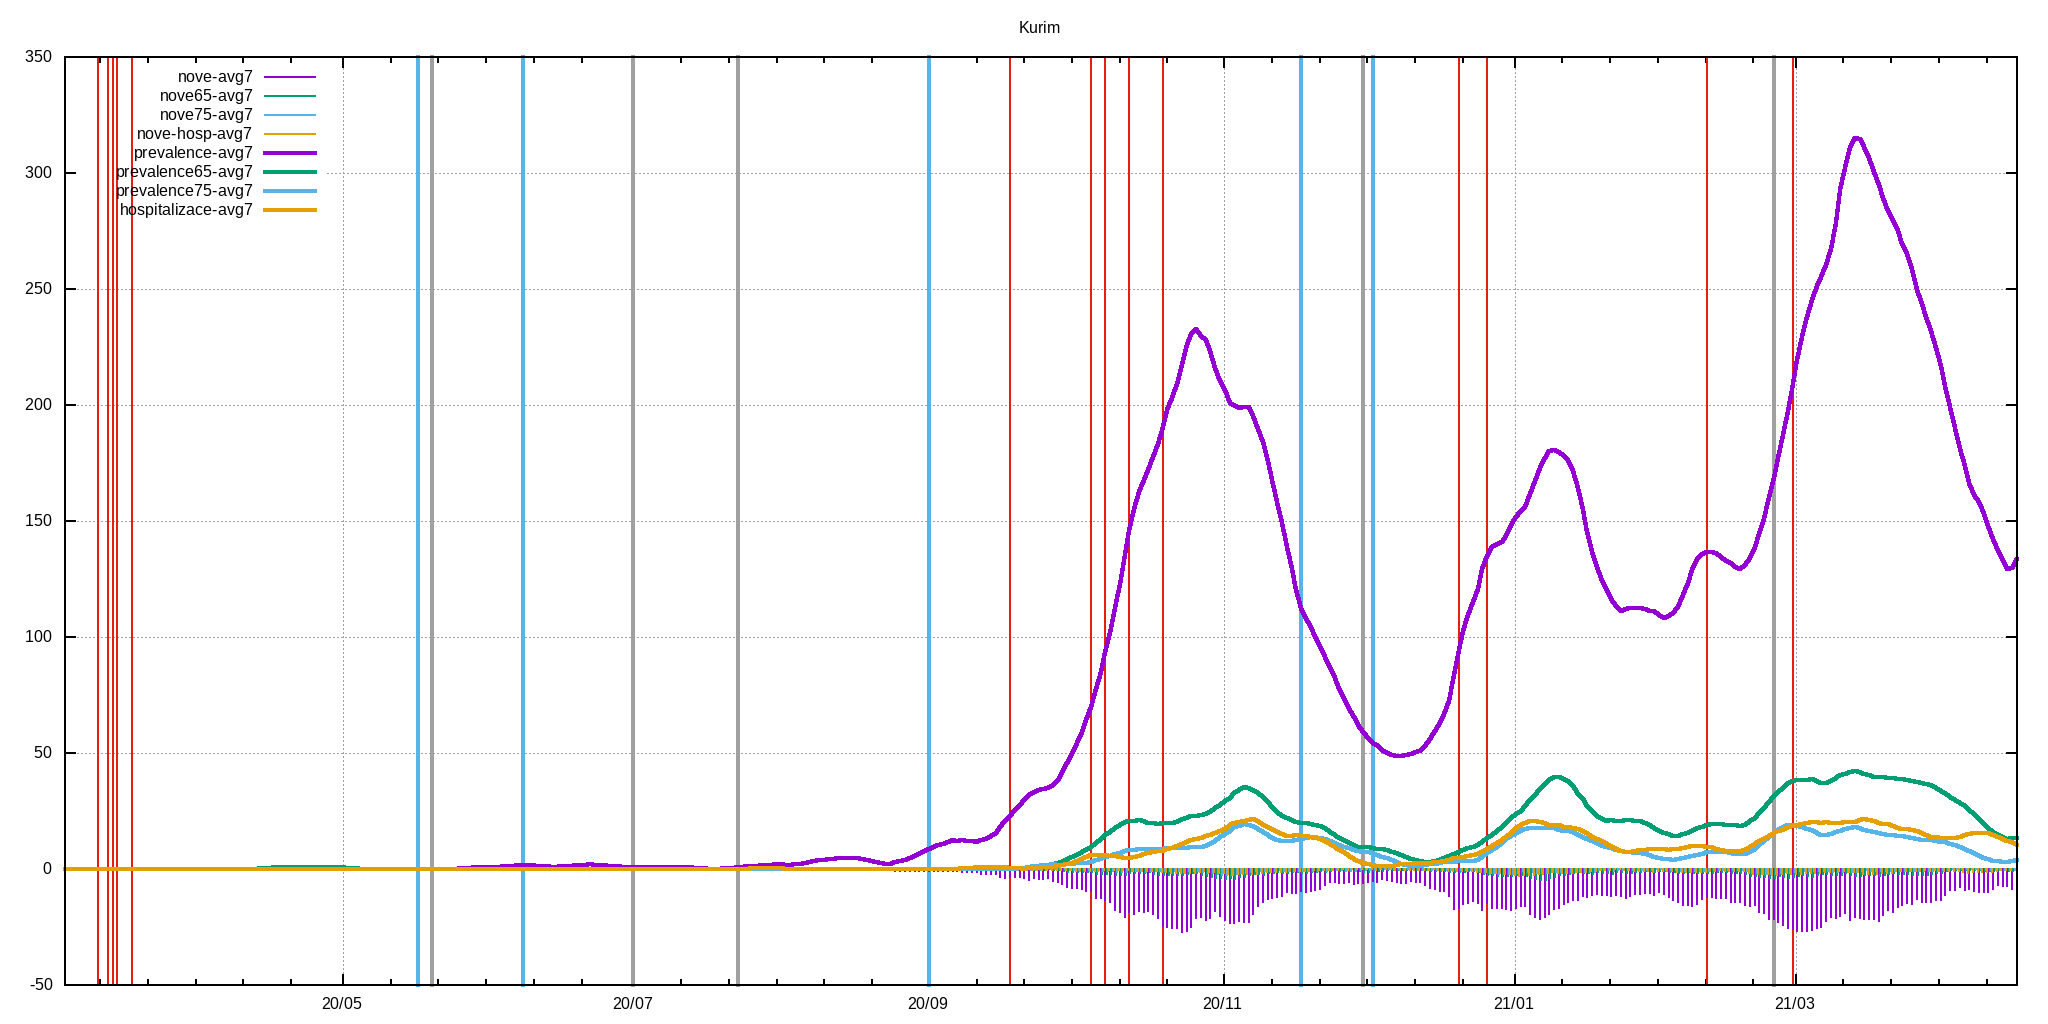 Kurim
350
300
250
200
150
100
50
0
-50
nove-avg7
nove65-avg7
nove75-avg7
nove-hosp-avg7
prevalence-avg7
prevalence65-avg7
prevalence75-avg7
hospitalizace-avg7
20/05 20/07 20/09 20/11 21/01 21/03